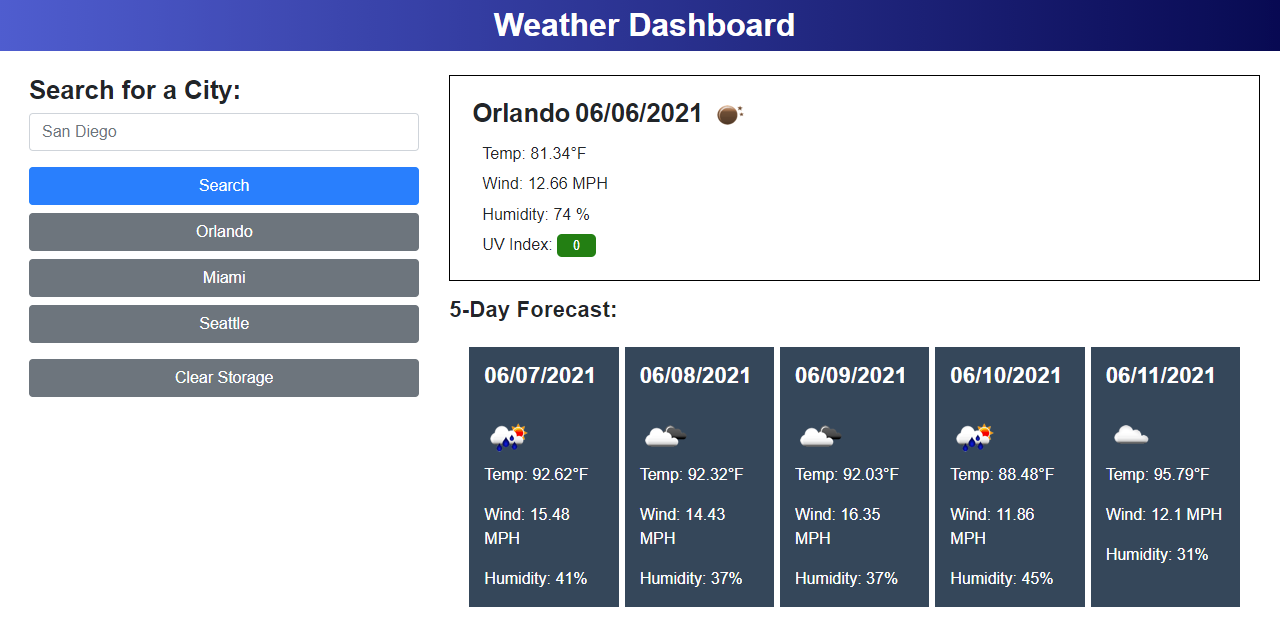 Weather Dashboard
Search for a City:
San Diego
Search
Orlando
Miami
Seattle
Clear Storage
Orlando 06/06/2021
Temp: 81.34°F
Wind: 12.66 MPH
Humidity: 74 %
UV Index: 0
5-Day Forecast:
06/07/2021
Temp: 92.62°F
Wind: 15.48
MPH
Humidity: 41%
06/08/2021
Temp: 92.32°F
Wind: 14.43
MPH
Humidity: 37%
06/09/2021
Temp: 92.03°F
Wind: 16.35
MPH
Humidity: 37%
06/10/2021
Temp: 88.48°F
Wind: 11.86
MPH
Humidity: 45%
06/11/2021
Temp: 95.79°F
Wind: 12.1 MPH
Humidity: 31%